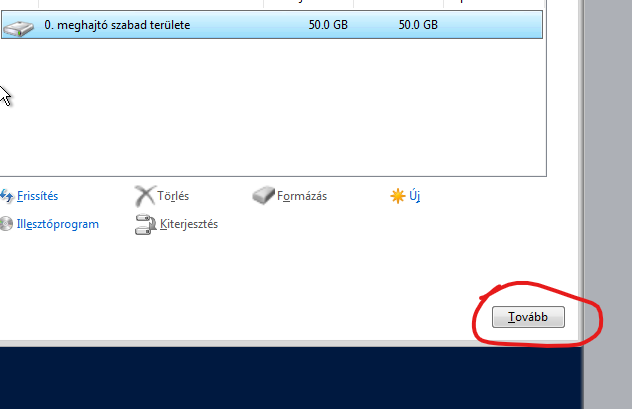 0. meghajtó szabad területe 50.0 GB 50.0 GB
Frissítés Törlés Formázás Új
Illesztőprogram Kiterjesztés
Tovább